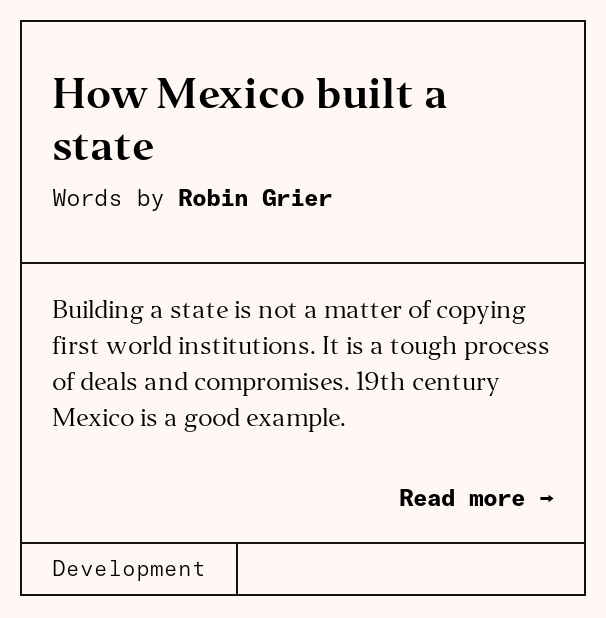 How Mexico built a
state
Words by Robin Grier
Building a state is not a matter of copying
first world institutions. It is a tough process
of deals and compromises. 19th century
Mexico is a good example.
Read more →
Development